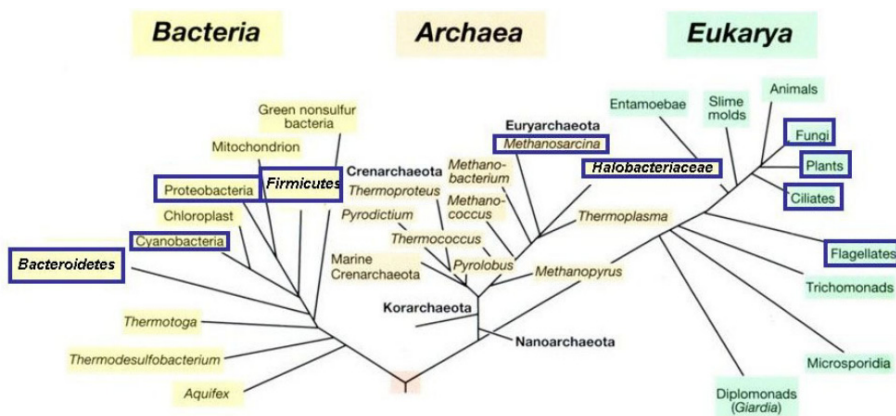 Bacteria
Archaea
Eukarya
Green nonsulfur
bacteria
Mitochondrion
Proteobacteria
Firmicutes
Chloroplast
Cyanobacteria
Bacteroidetes
Thermotoga
Thermodesulfobacterium
Aquifex
Euryarchaeota
Methanosarcina
Crenarchaeota
Methano-
bacterium
Halobacteriaceae
Thermoproteus
Methano-
coccus
Pyrodictium
Thermoplasma
Thermococcus
Marine
Crenarchaeota
Pyrolobus
Methanopyrus
Korarchaeota
Nanoarchaeota
Entamoebae
Slime
molds
Animals
Fungi
Plants
Ciliates
Flagellates
Trichomonads
Microsporidia
Diplomonads
(Giardia)